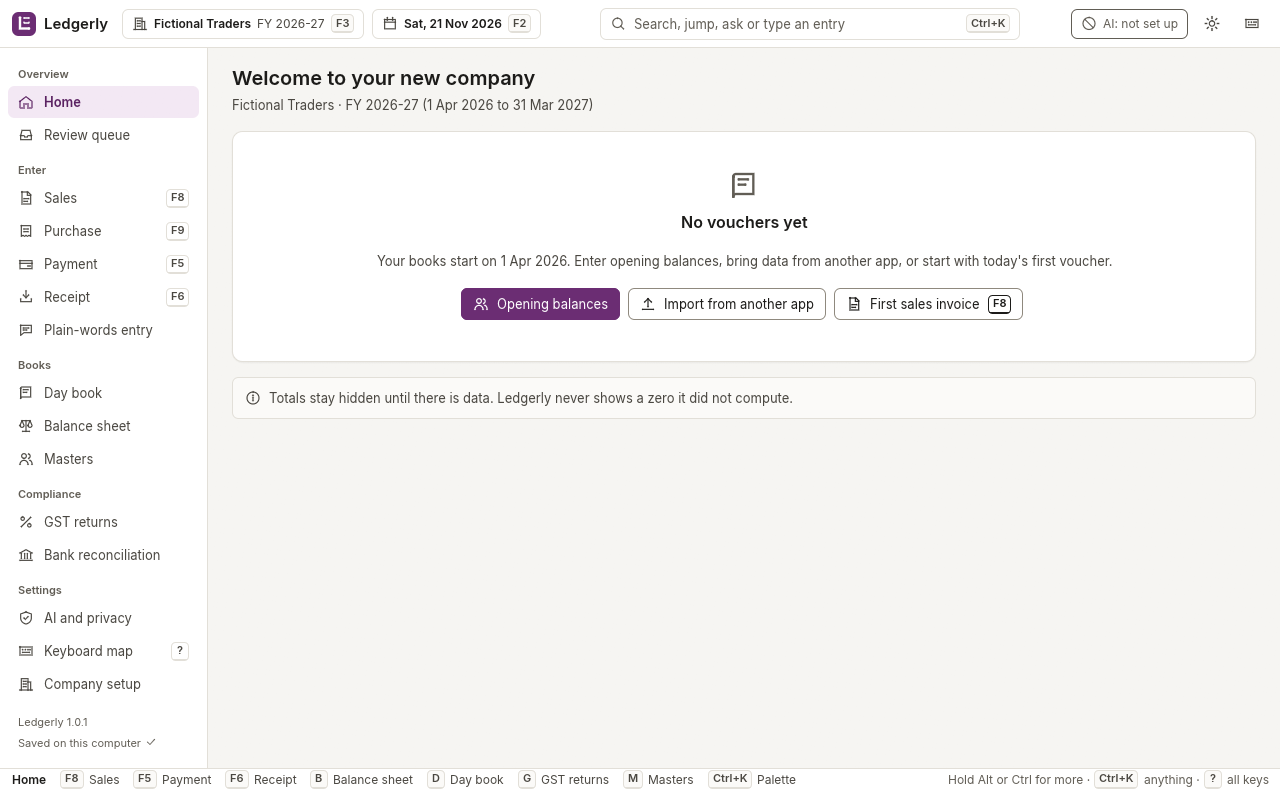 Ledgerly
Fictional Traders FY 2026-27 F3
Sat, 21 Nov 2026 F2
Search, jump, ask or type an entry Ctrl+K
AI: not set up
Overview
Home
Review queue
Enter
Sales F8
Purchase F9
Payment F5
Receipt F6
Plain-words entry
Books
Day book
Balance sheet
Masters
Compliance
GST returns
Bank reconciliation
Settings
AI and privacy
Keyboard map ?
Company setup
Ledgerly 1.0.1
Saved on this computer
Welcome to your new company
Fictional Traders · FY 2026-27 (1 Apr 2026 to 31 Mar 2027)
No vouchers yet
Your books start on 1 Apr 2026. Enter opening balances, bring data from another app, or start with today's first voucher.
Opening balances
Import from another app
First sales invoice F8
Totals stay hidden until there is data. Ledgerly never shows a zero it did not compute.
Home F8 Sales F5 Payment F6 Receipt B Balance sheet D Day book G GST returns M Masters Ctrl+K Palette
Hold Alt or Ctrl for more · Ctrl+K anything · ? all keys